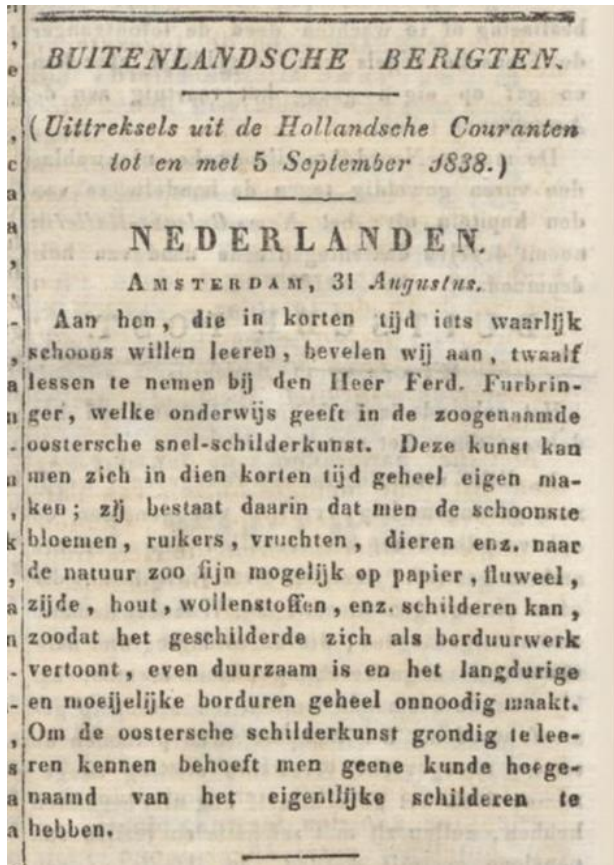 BUITENLANDSCHE BERIGTEN.
(Uittreksels uit de Hollandsche Couranten
tot en met 5 September 1838.)
NEDERLANDEN.
AMSTERDAM, 31 Augustus.
Aan hen, die in korten tijd iets waarlijk
schoons willen leeren, bevelen wij aan, twaalf
lessen te nemen bij den Heer Ferd. Furbrin-
ger, welke onderwijs geeft in de zoogenaamde
oostersche snel-schilderkunst. Deze kunst kan
men zich in dien korten tijd geheel eigen ma-
ken; zij bestaat daarin dat men de schoonste
bloemen, ruikers, vruchten, dieren enz. naar
de natuur zoo fijn mogelijk op papier, fluweel,
zijde, hout, wollenstoffen, enz. schilderen kan,
zoodat het geschilderde zich als borduurwerk
vertoont, even duurzaam is en het langdurige
en moeijelijke borduren geheel onnoodig maakt.
Om de oostersche schilderkunst grondig te lee-
ren kennen behoeft men geene kunde hoege-
naamd van het eigentlijke schilderen te
hebben.